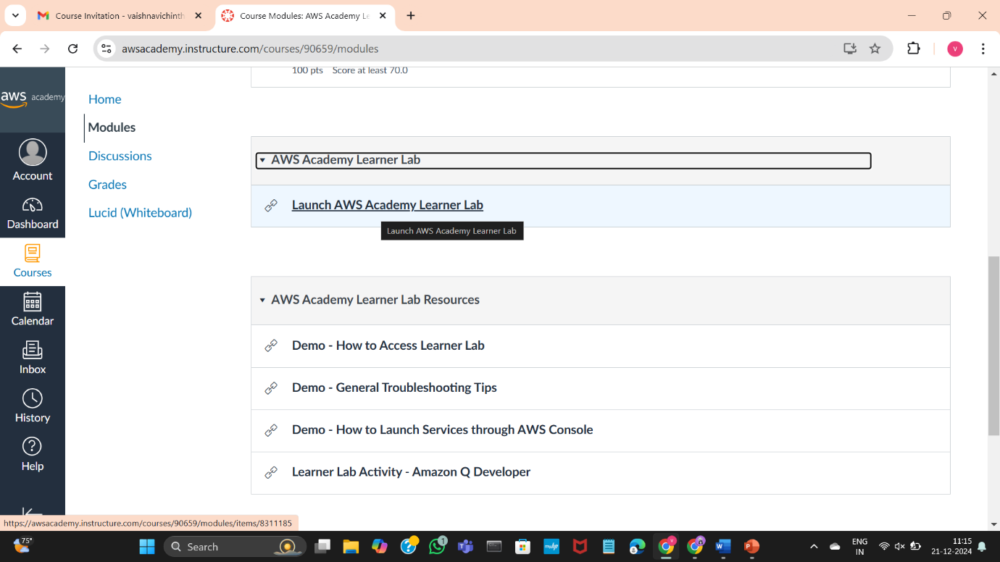 Course Invitation - vaishnavichinth
Course Modules: AWS Academy Le
awsacademy.instructure.com/courses/90659/modules
v
100 pts Score at least 70.0
aws academy
Account
Dashboard
Courses
Calendar
Inbox
History
Help
Home
Modules
Discussions
Grades
Lucid (Whiteboard)
AWS Academy Learner Lab
Launch AWS Academy Learner Lab
Launch AWS Academy Learner Lab
AWS Academy Learner Lab Resources
Demo - How to Access Learner Lab
Demo - General Troubleshooting Tips
Demo - How to Launch Services through AWS Console
Learner Lab Activity - Amazon Q Developer
https://awsacademy.instructure.com/courses/90659/modules/items/8311185
75°
Search
1
myhp
ENG
IN
11:15
21-12-2024